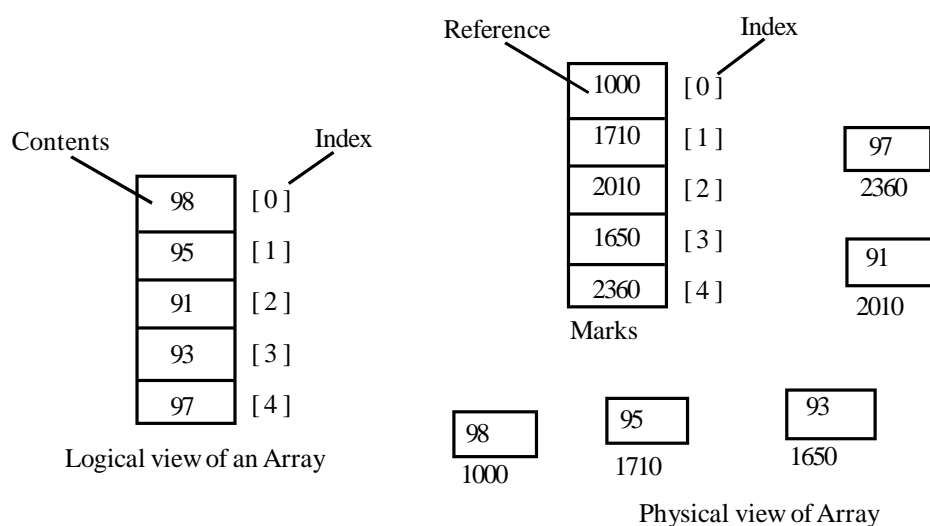 Contents
Index
98 [0]
95 [1]
91 [2]
93 [3]
97 [4]
Logical view of an Array
Reference
Index
1000 [0]
1710 [1]
2010 [2]
1650 [3]
2360 [4]
Marks
97
2360
91
2010
98
1000
95
1710
93
1650
Physical view of Array